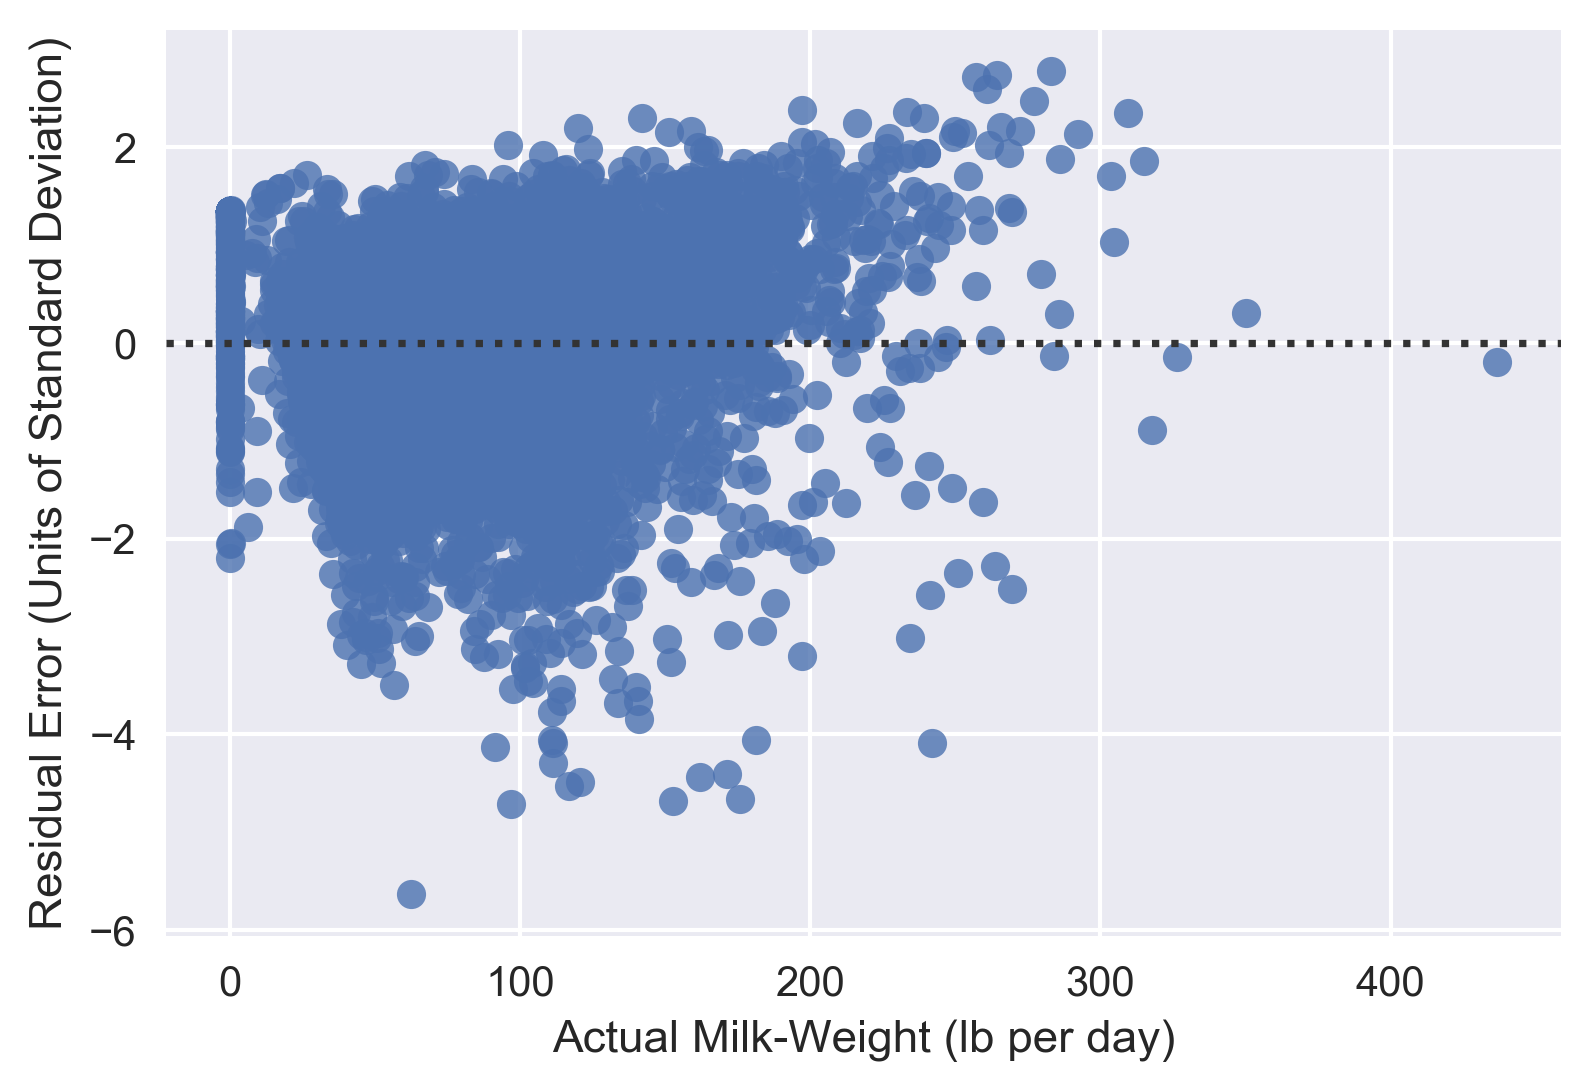 Residual Error (Units of Standard Deviation)
2
0
−2
−4
−6
0 100 200 300 400
Actual Milk-Weight (lb per day)